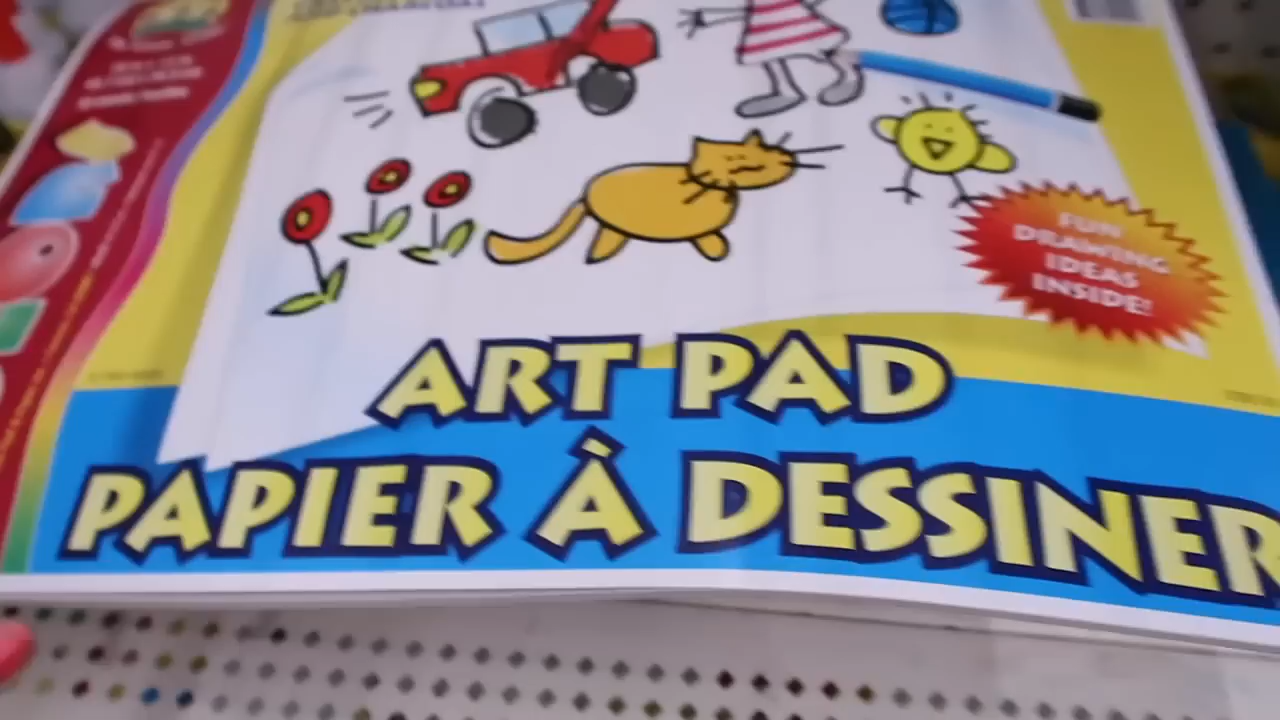 FUN
DRAWING
IDEAS
INSIDE!
ART PAD
PAPIER À DESSINER